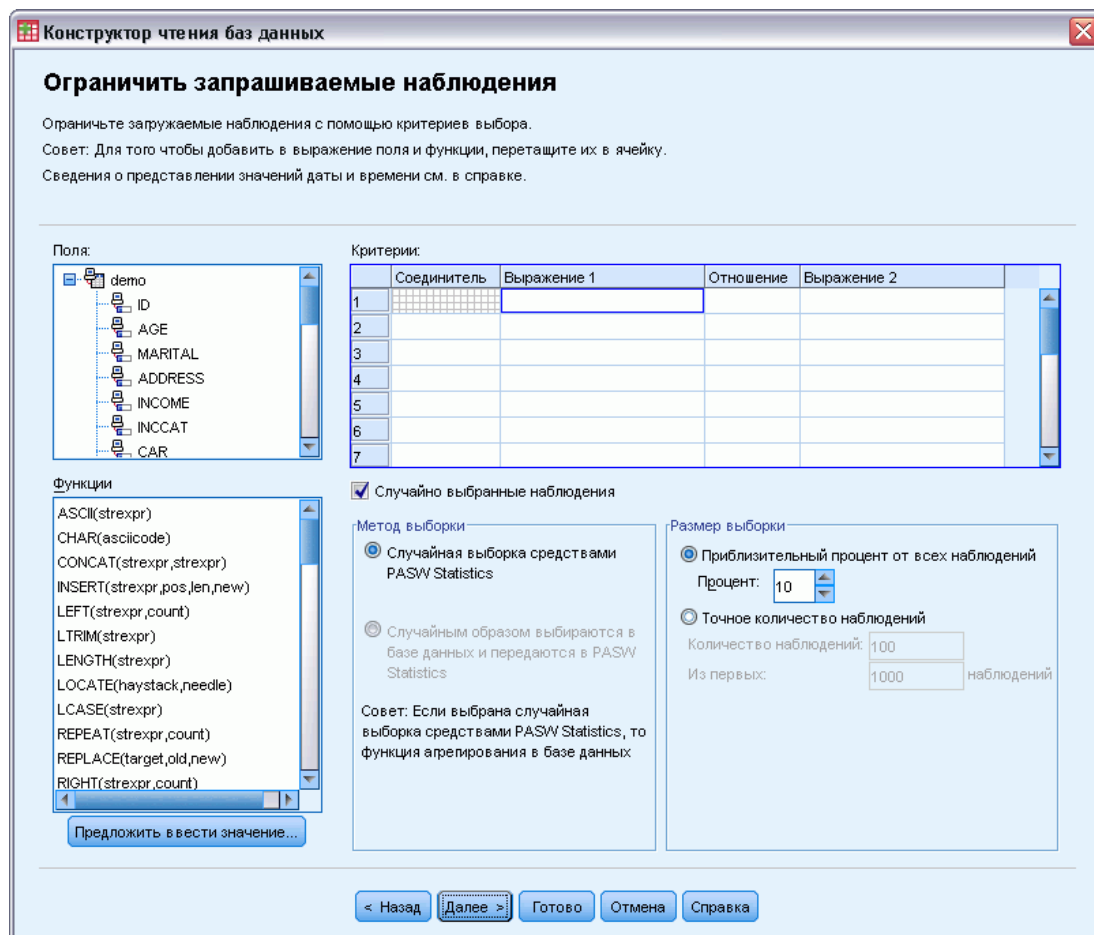 Конструктор чтения баз данных
Ограничить запрашиваемые наблюдения
Ограничьте загружаемые наблюдения с помощью критериев выбора.
Совет: Для того чтобы добавить в выражение поля и функции, перетащите их в ячейку.
Сведения о представлении значений даты и времени см. в справке.
Поля:
demo
ID
AGE
MARITAL
ADDRESS
INCOME
INCCAT
CAR
Критерии:
Соединитель Выражение 1 Отношение Выражение 2
1
2
3
4
5
6
7
Функции
ASCII(strexpr)
CHAR(asciicode)
CONCAT(strexpr,strexpr)
INSERT(strexpr,pos,len,new)
LEFT(strexpr,count)
LTRIM(strexpr)
LENGTH(strexpr)
LOCATE(haystack,needle)
LCASE(strexpr)
REPEAT(strexpr,count)
REPLACE(target,old,new)
RIGHT(strexpr,count)
Предложить ввести значение...
Случайно выбранные наблюдения
Метод выборки
Случайная выборка средствами
PASW Statistics
Случайным образом выбираются в
базе данных и передаются в PASW
Statistics
Совет: Если выбрана случайная
выборка средствами PASW Statistics, то
функция агрегирования в базе данных
Размер выборки
Приблизительный процент от всех наблюдений
Процент: 10
Точное количество наблюдений
Количество наблюдений: 100
Из первых: 1000 наблюдений
< Назад Далее > Готово Отмена Справка